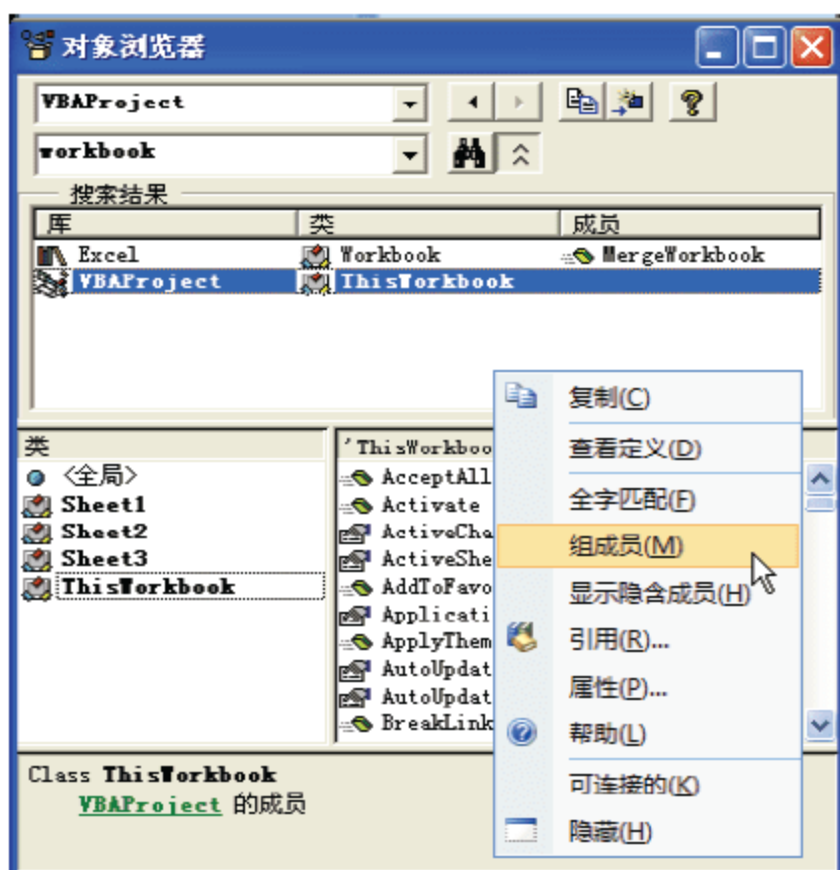 对象浏览器
VBAProject
workbook
搜索结果
库 类 成员
Excel Workbook MergeWorkbook
VBAProject ThisWorkbook
类
<全局>
Sheet1
Sheet2
Sheet3
ThisWorkbook
'ThisWorkboo
AcceptAll
Activate
ActiveCha
ActiveShe
AddToFavo
Applicati
ApplyThem
AutoUpdat
AutoUpdat
BreakLink
复制(C)
查看定义(D)
全字匹配(F)
组成员(M)
显示隐含成员(H)
引用(R)...
属性(P)...
帮助(L)
可连接的(K)
隐藏(H)
Class ThisWorkbook
VBAProject 的成员